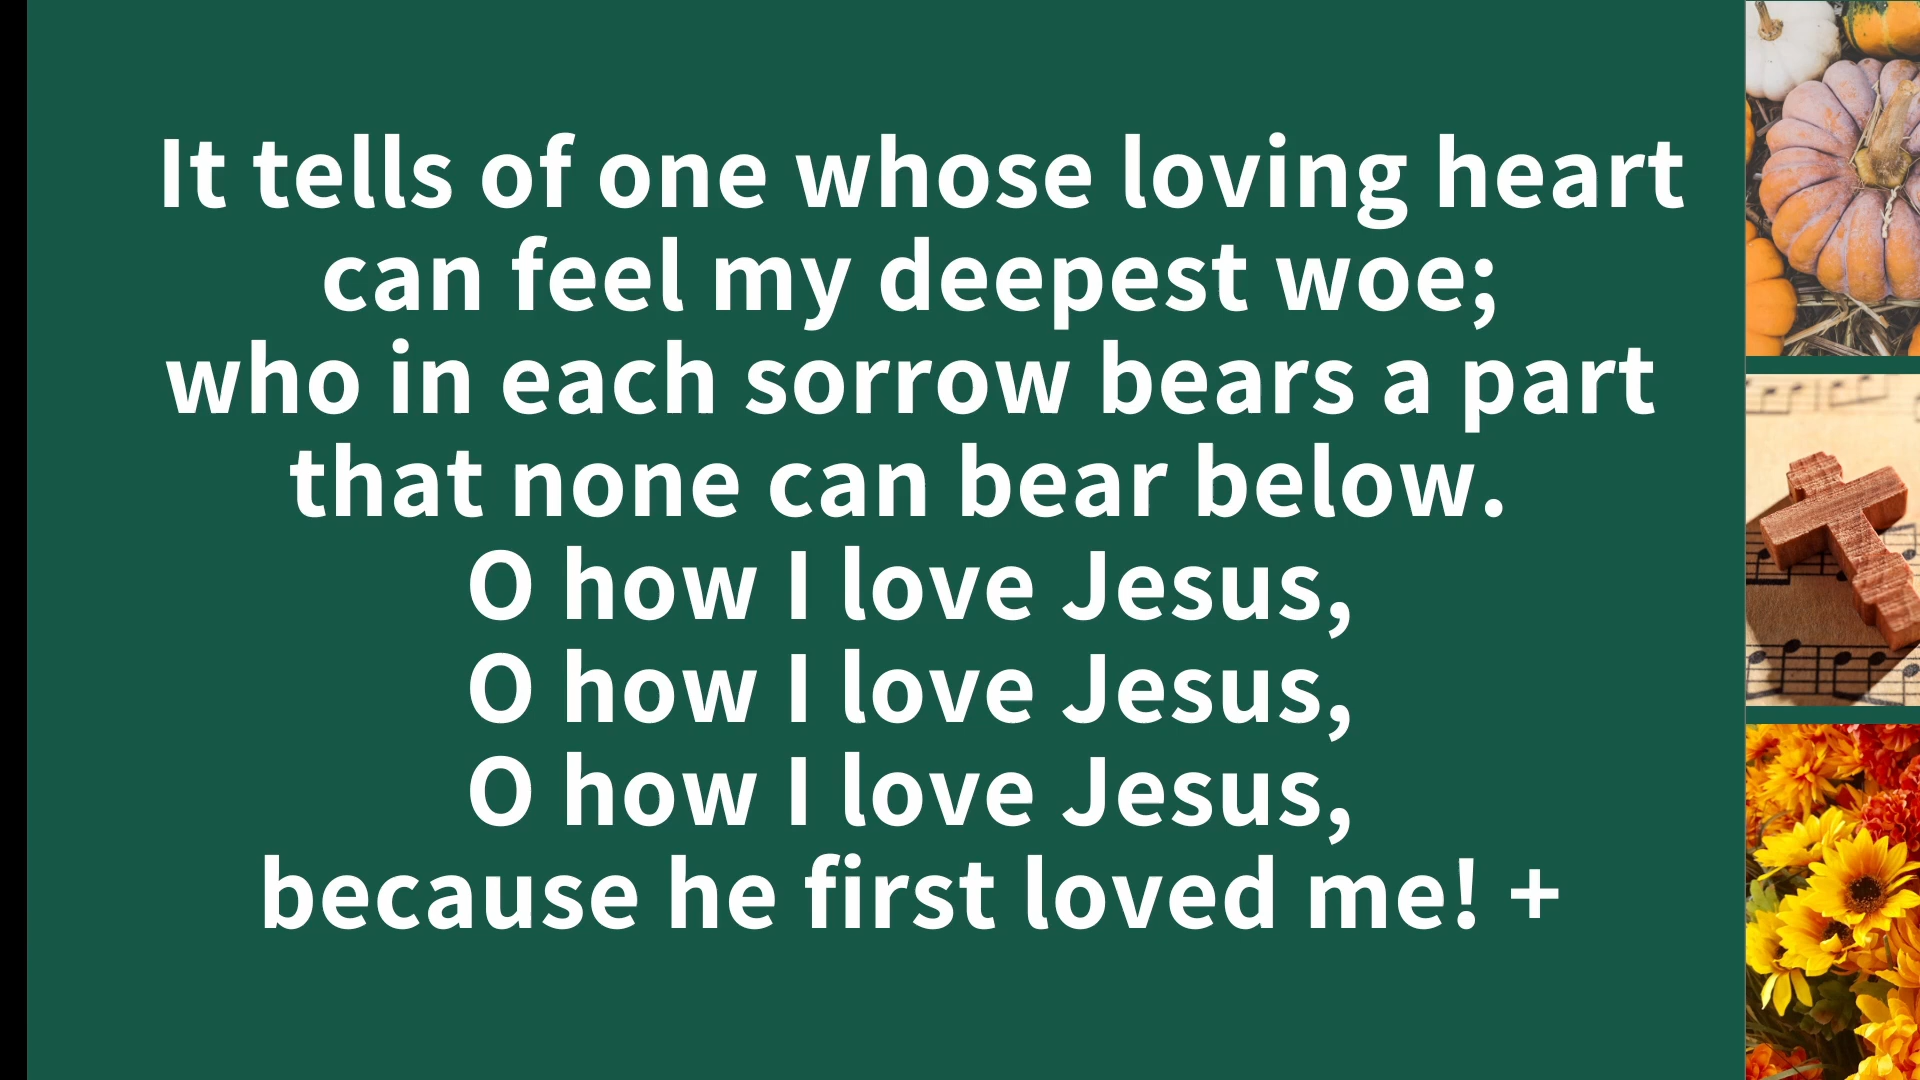 It tells of one whose loving heart
can feel my deepest woe;
who in each sorrow bears a part
that none can bear below.
O how I love Jesus,
O how I love Jesus,
O how I love Jesus,
because he first loved me! +